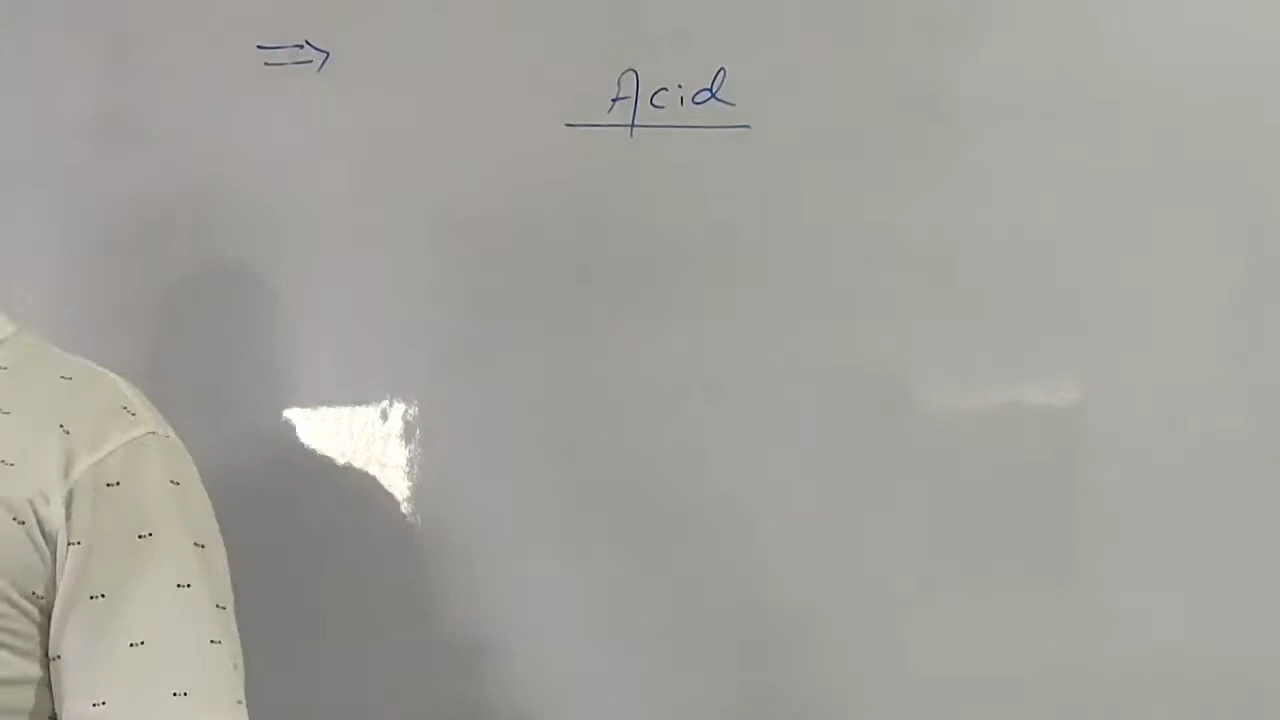 ⇒ Acid